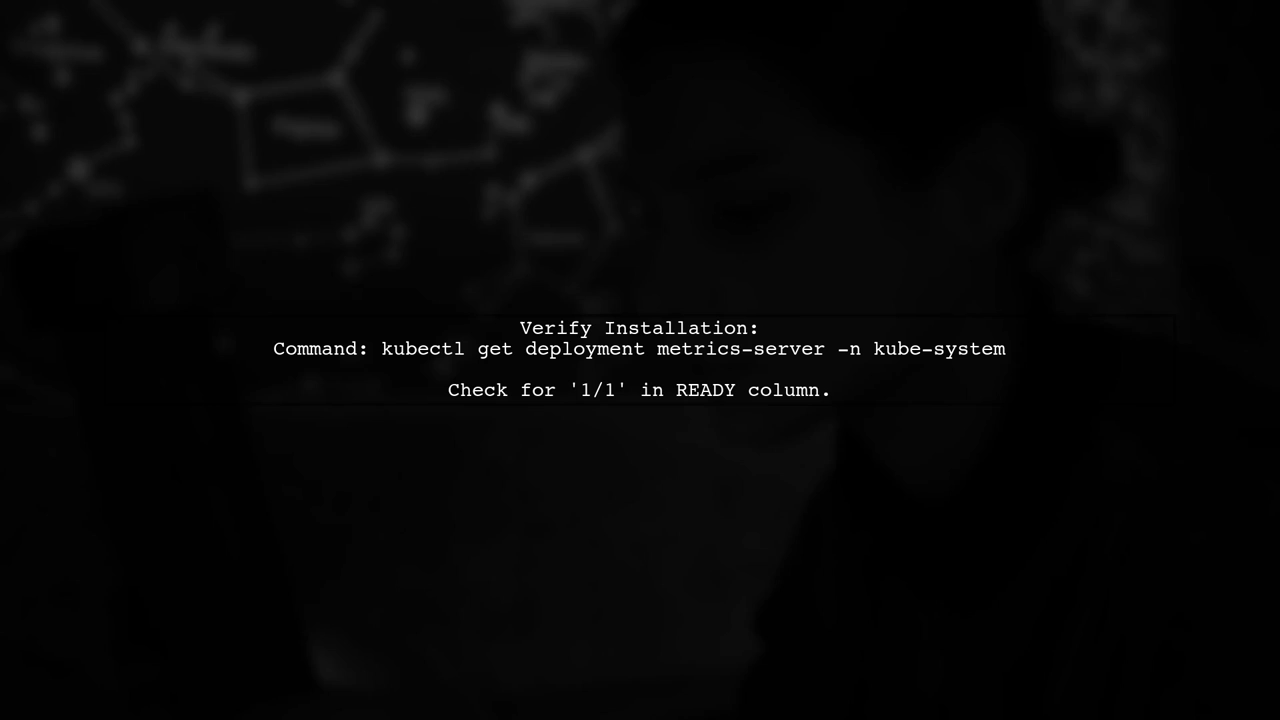 Verify Installation:
Command: kubectl get deployment metrics-server -n kube-system
Check for '1/1' in READY column.